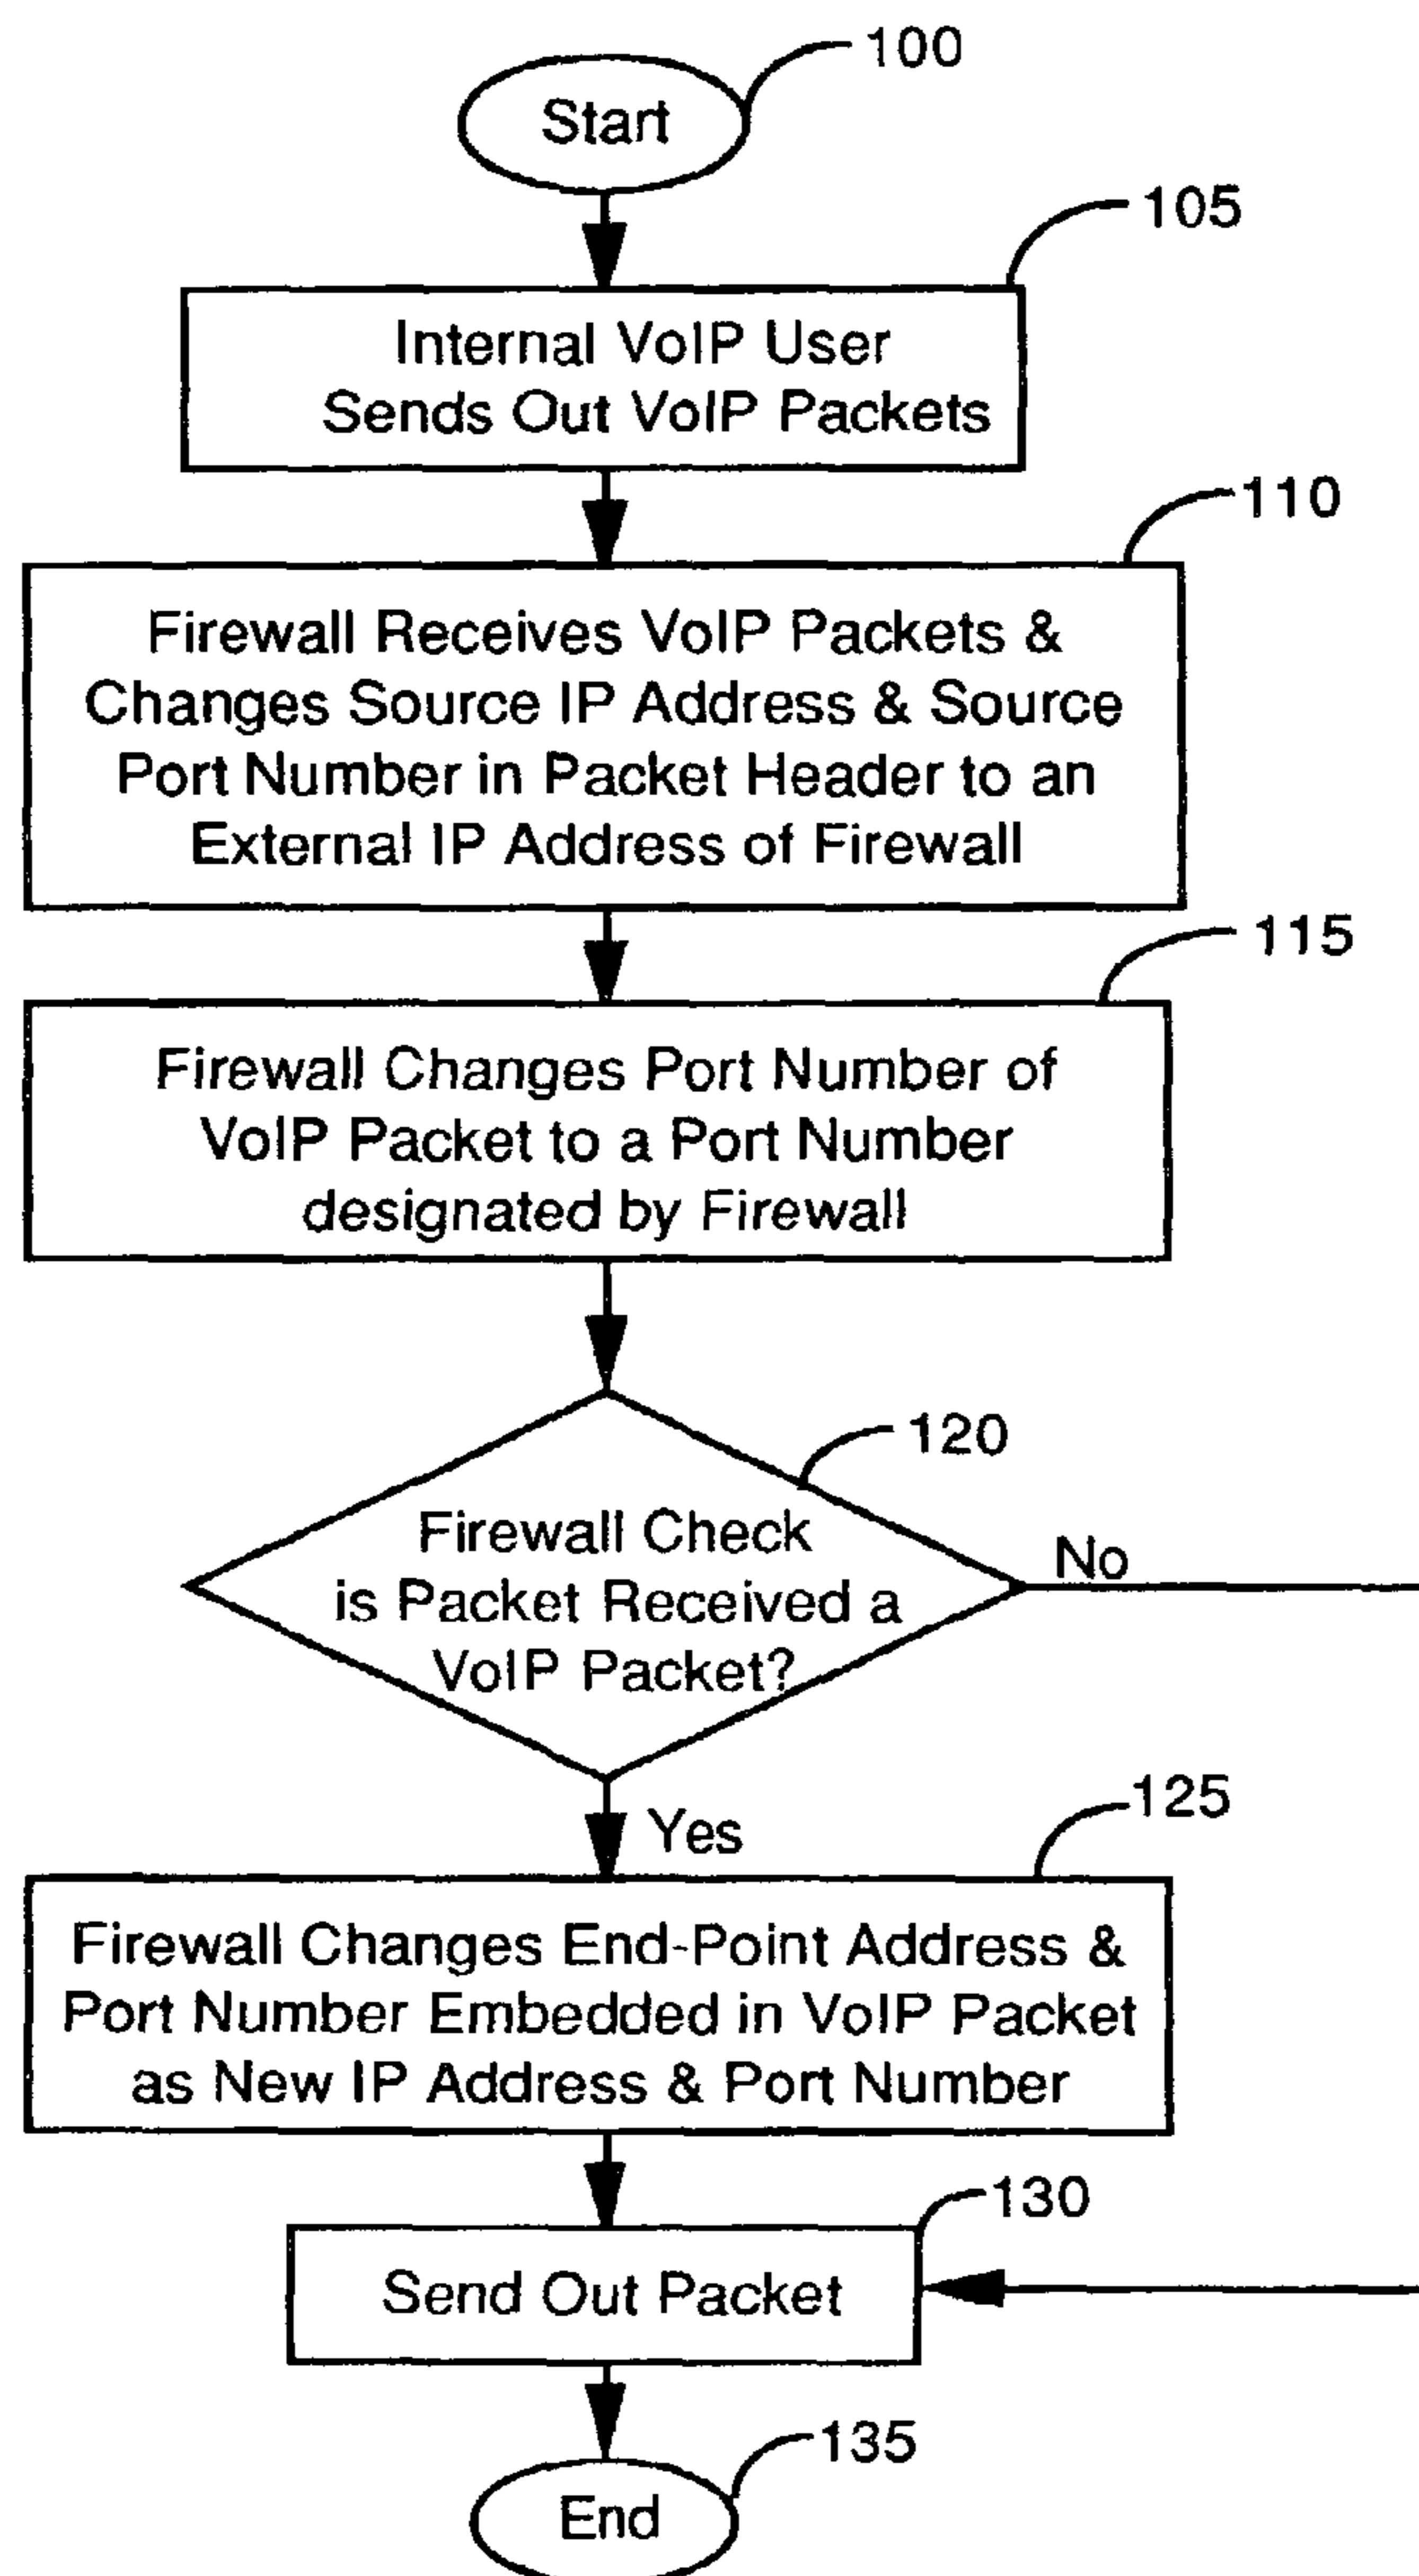 100
Start
105
Internal VoIP User
Sends Out VoIP Packets
110
Firewall Receives VoIP Packets &
Changes Source IP Address & Source
Port Number in Packet Header to an
External IP Address of Firewall
115
Firewall Changes Port Number of
VoIP Packet to a Port Number
designated by Firewall
120
Firewall Check
is Packet Received a
VoIP Packet?
No
Yes
125
Firewall Changes End-Point Address &
Port Number Embedded in VoIP Packet
as New IP Address & Port Number
130
Send Out Packet
135
End